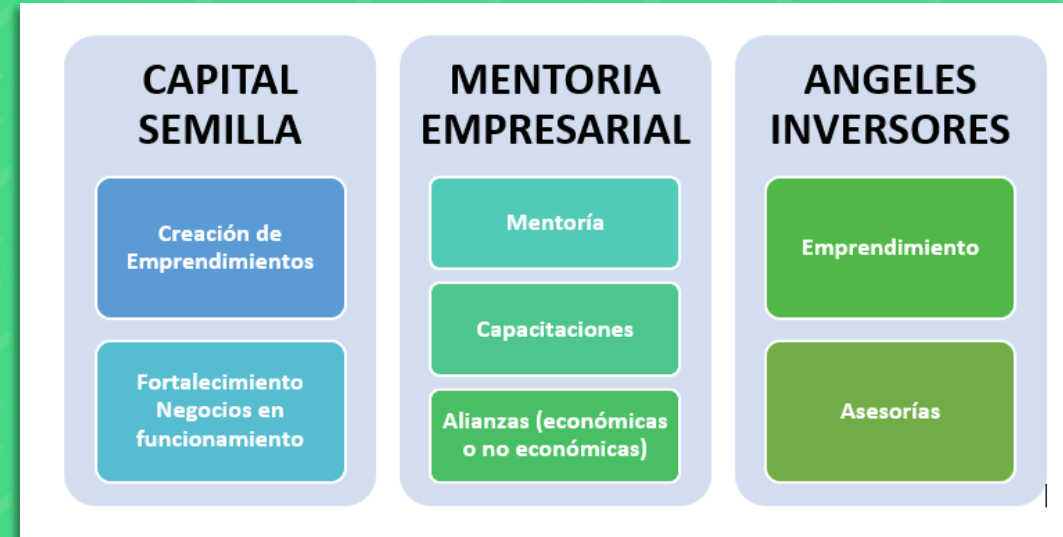 CAPITAL
SEMILLA
Creación de
Emprendimientos
Fortalecimiento
Negocios en
funcionamiento
MENTORIA
EMPRESARIAL
Mentoría
Capacitaciones
Alianzas (económicas
o no económicas)
ANGELES
INVERSORES
Emprendimiento
Asesorías